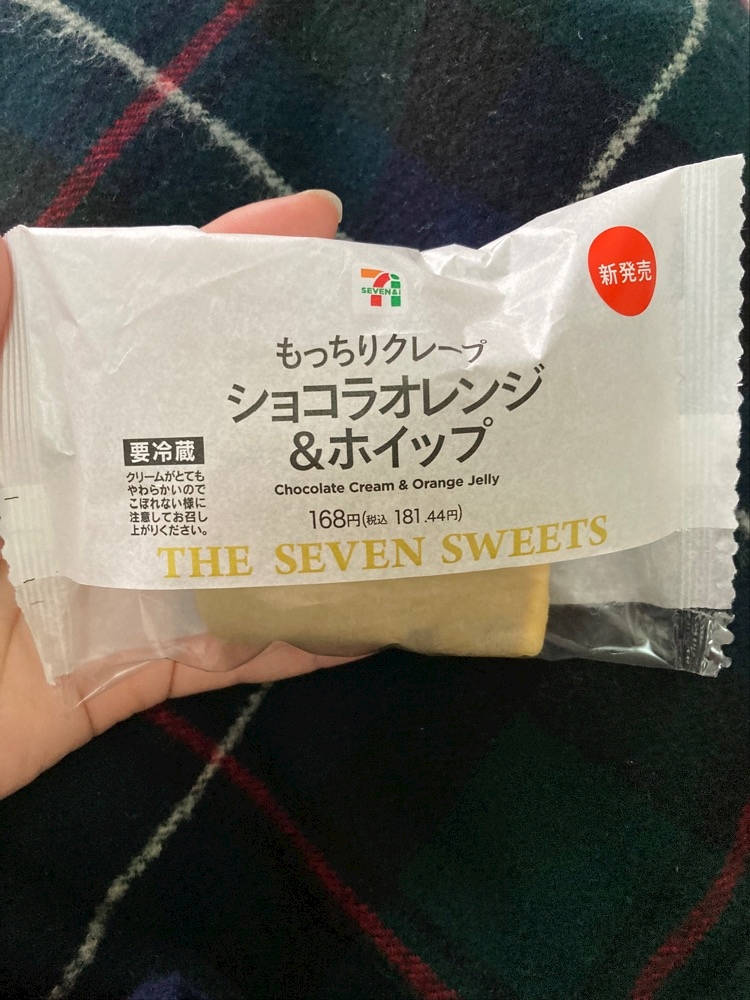 SEVEN&i
新発売
もっちりクレープ
ショコラオレンジ
&ホイップ
Chocolate Cream & Orange Jelly
168円(税込 181.44円)
要冷蔵
クリームがとても
やわらかいので
こぼれない様に
注意してお召し
上がりください。
THE SEVEN SWEETS